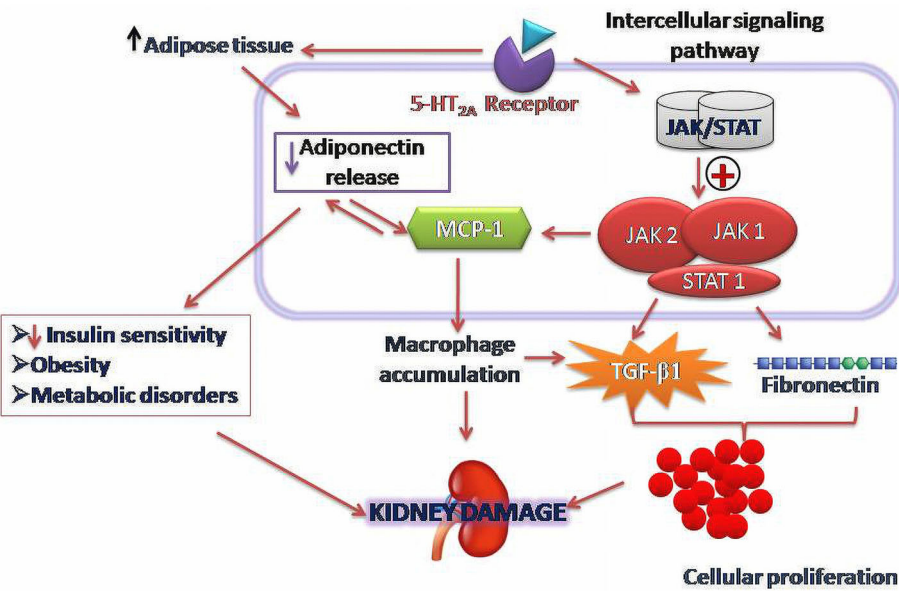 Intercellular signaling
pathway
↑Adipose tissue
5-HT2A Receptor
JAK/STAT
↓ Adiponectin
release
MCP-1
JAK 2
JAK 1
STAT 1
➢↓ Insulin sensitivity
➢Obesity
➢Metabolic disorders
Macrophage
accumulation
TGF-β1
Fibronectin
KIDNEY DAMAGE
Cellular proliferation